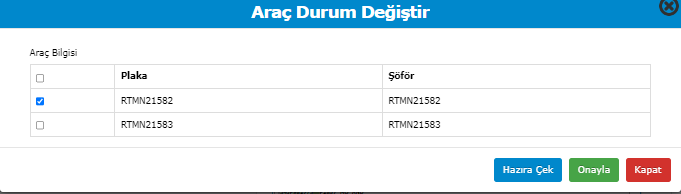 Araç Durum Değiştir
Araç Bilgisi
Plaka Şöför
RTMN21582 RTMN21582
RTMN21583 RTMN21583
Hazıra Çek Onayla Kapat